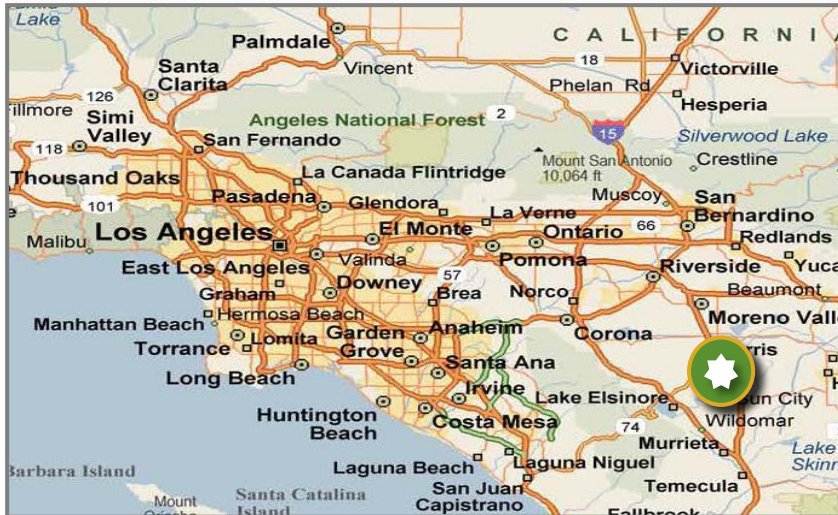 Lake
Palmdale
CALIFORNIA
Santa
Clarita
Vincent
18
Victorville
Phelan Rd
Hesperia
126
Simi
Valley
Angeles National Forest
2
15
Silverwood Lake
118
San Fernando
Mount San Antonio
10,064 ft
Crestline
Thousand Oaks
La Canada Flintridge
Muscoy
San
Bernardino
101
Pasadena
Glendora
La Verne
66
Los Angeles
El Monte
Ontario
Redlands
Malibu
Valinda
Pomona
East Los Angeles
57
Riverside
Graham
Downey
Brea
Norco
Beaumont
Hermosa Beach
Manhattan Beach
Garden
Grove
Anaheim
Corona
Moreno
Torrance
Lomita
Santa Ana
Long Beach
Irvine
Lake Elsinore
City
Huntington
Beach
Costa Mesa
Wildomar
74
Murrieta
Lake
Laguna Beach
Laguna Niguel
Island
Santa Catalina
Island
Mount
San Juan
Capistrano
Temecula
Fallbrook